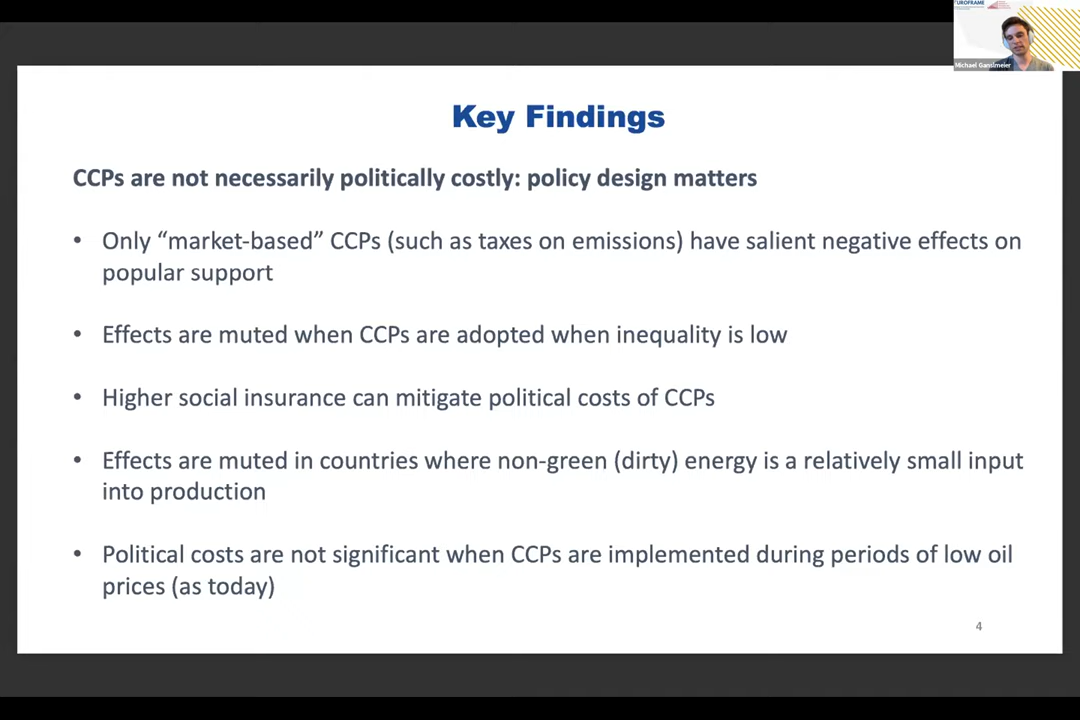 EUROFRAME
Michael Ganslmeier
Key Findings
CCPs are not necessarily politically costly: policy design matters
• Only “market-based” CCPs (such as taxes on emissions) have salient negative effects on
popular support
• Effects are muted when CCPs are adopted when inequality is low
• Higher social insurance can mitigate political costs of CCPs
• Effects are muted in countries where non-green (dirty) energy is a relatively small input
into production
• Political costs are not significant when CCPs are implemented during periods of low oil
prices (as today)
4